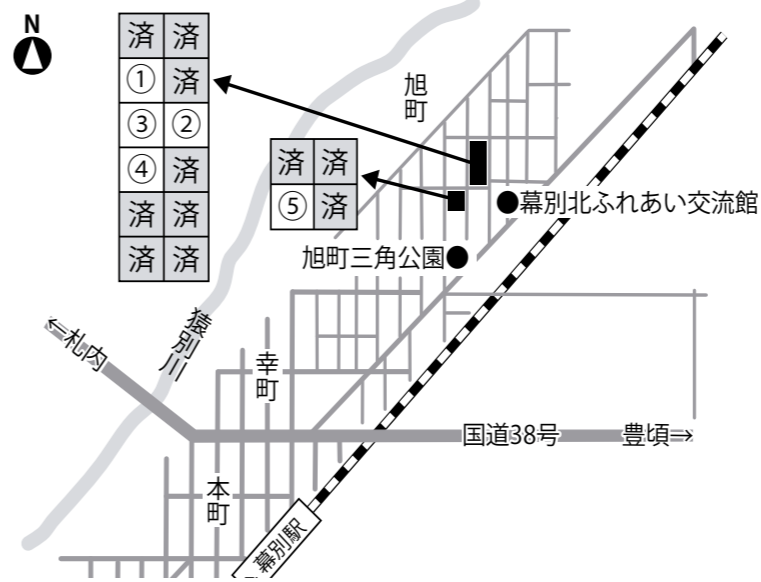 N
済 済
① 済
③ ②
④ 済
済 済
済 済
旭町
済 済
⑤ 済
●幕別北ふれあい交流館
旭町三角公園●
猿別川
←札内
幸町
国道38号
豊頃→
本町
幕別駅